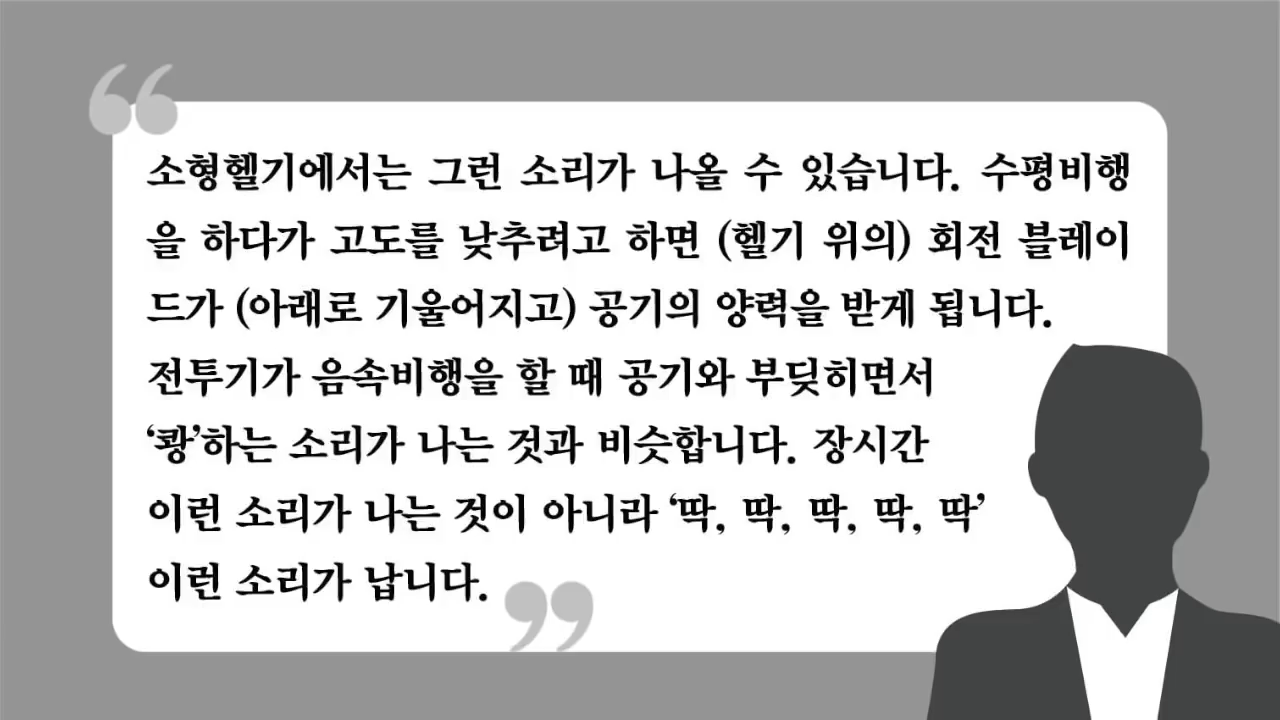 소형헬기에서는 그런 소리가 나올 수 있습니다. 수평비행
을 하다가 고도를 낮추려고 하면 (헬기 위의) 회전 블레이
드가 (아래로 기울어지고) 공기의 양력을 받게 됩니다.
전투기가 음속비행을 할 때 공기와 부딪히면서
‘쾅’하는 소리가 나는 것과 비슷합니다. 장시간
이런 소리가 나는 것이 아니라 ‘딱, 딱, 딱, 딱, 딱’
이런 소리가 납니다.